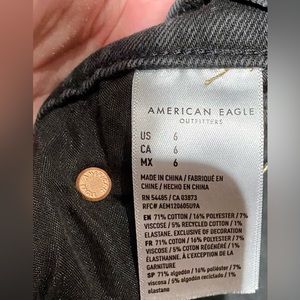 AMERICAN EAGLE
OUTFITTERS
US 6
CA 6
MX 6
MADE IN CHINA / FABRIQUÉ EN
CHINE / HECHO EN CHINA
RN 54485 / CA 03873
RFC# AEM120605U9A
EN 71% COTTON / 16% POLYESTER / 7%
VISCOSE / 5% RECYCLED COTTON / 1%
ELASTANE. EXCLUSIVE OF DECORATION
FR 71% COTON / 16% POLYESTER / 7%
VISCOSE / 5% COTON RÉGÉNÉRÉ / 1%
ÉLASTHANNE. À L'EXCEPTION DE LA
GARNITURE
SP 71% algodón / 16% poliéster / 7%
viscosa / 5% algodón reciclado / 1%
elastano